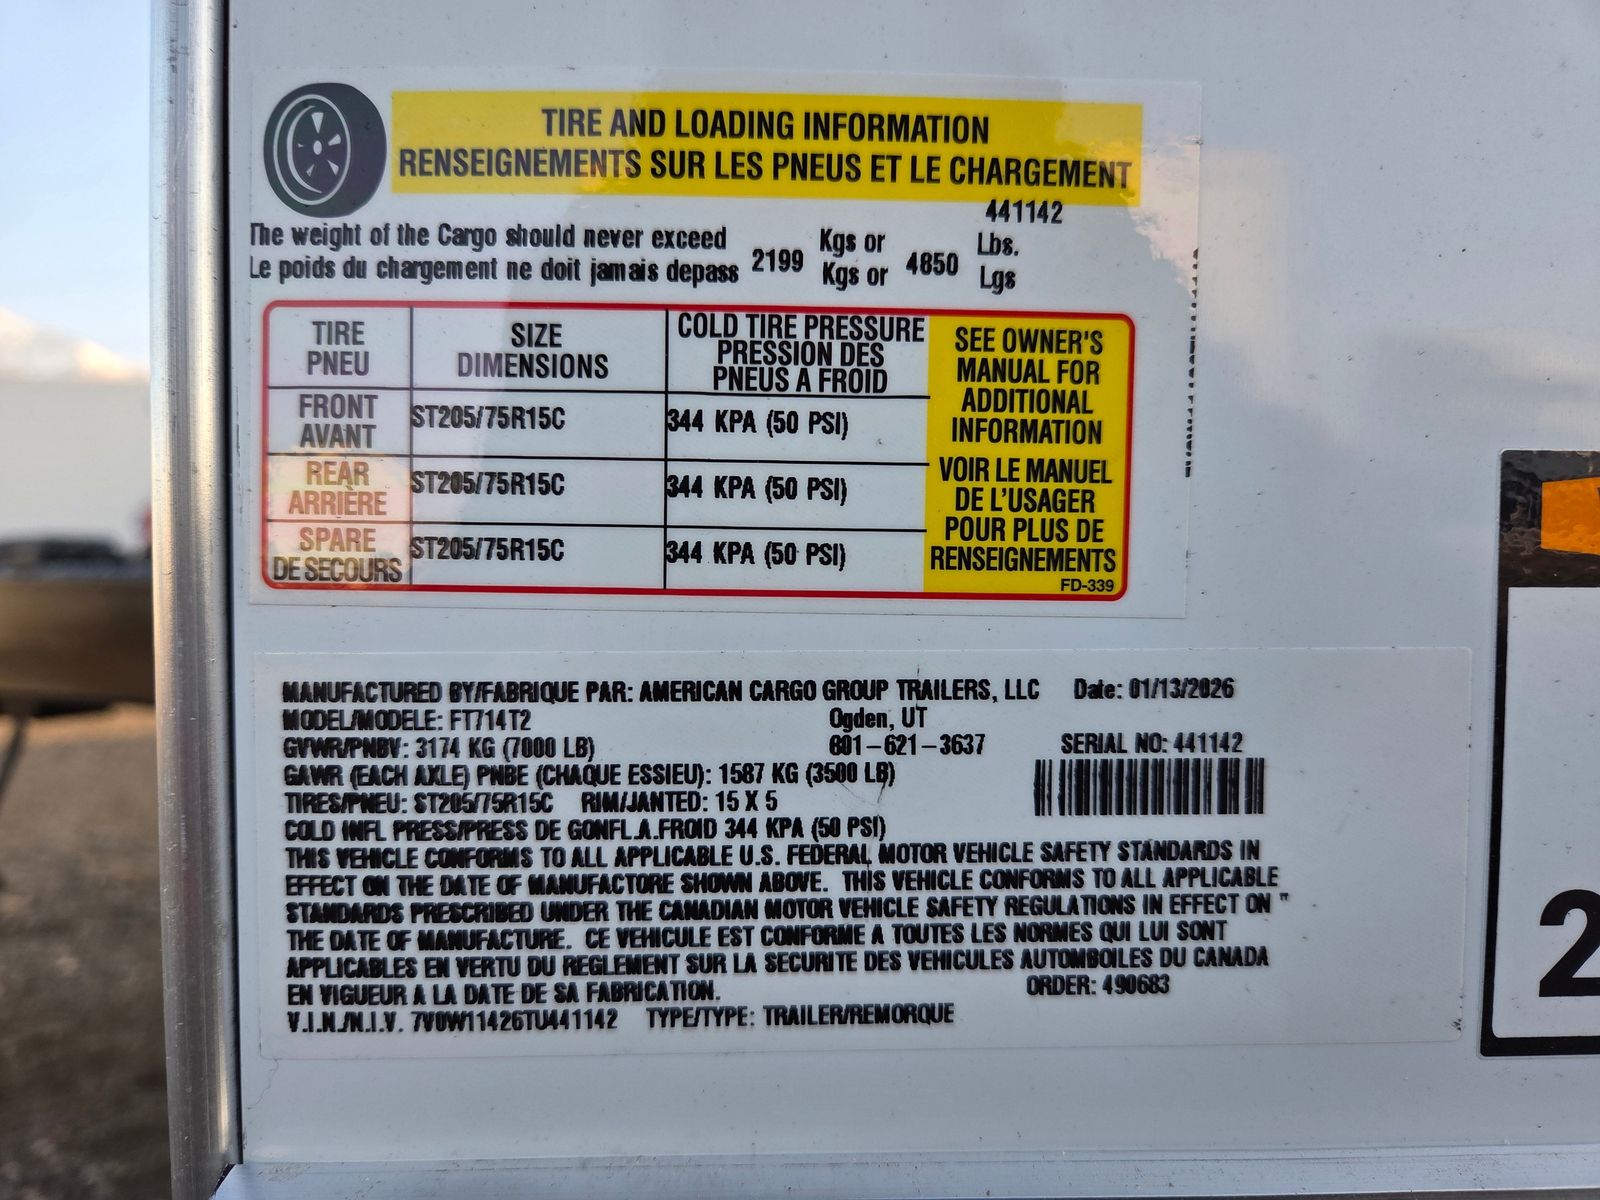 TIRE AND LOADING INFORMATION
RENSEIGNEMENTS SUR LES PNEUS ET LE CHARGEMENT
441142
The weight of the Cargo should never exceed 2199 Kgs or 4850 Lbs.
Le poids du chargement ne doit jamais depass Kgs or Lgs
TIRE SIZE COLD TIRE PRESSURE
PNEU DIMENSIONS PRESSION DES
PNEUS A FROID
FRONT AVANT ST205/75R15C 344 KPA (50 PSI)
REAR ARRIÈRE ST205/75R15C 344 KPA (50 PSI)
SPARE DE SECOURS ST205/75R15C 344 KPA (50 PSI)
SEE OWNER'S
MANUAL FOR
ADDITIONAL
INFORMATION
VOIR LE MANUEL
DE L'USAGER
POUR PLUS DE
RENSEIGNEMENTS
FD-339
MANUFACTURED BY/FABRIQUE PAR: AMERICAN CARGO GROUP TRAILERS, LLC Date: 01/13/2026
MODEL/MODELE: FT714T2 Ogden, UT
GVWR/PNBV: 3174 KG (7000 LB) 801-621-3637 SERIAL NO: 441142
GAWR (EACH AXLE) PNBE (CHAQUE ESSIEU): 1587 KG (3500 LB)
TIRES/PNEU: ST205/75R15C RIM/JANTED: 15 X 5
COLD INFL PRESS/PRESS DE GONFL.A.FROID 344 KPA (50 PSI)
THIS VEHICLE CONFORMS TO ALL APPLICABLE U.S. FEDERAL MOTOR VEHICLE SAFETY STANDARDS IN
EFFECT ON THE DATE OF MANUFACTORE SHOWN ABOVE. THIS VEHICLE CONFORMS TO ALL APPLICABLE
STANDARDS PRESCRIBED UNDER THE CANADIAN MOTOR VEHICLE SAFETY REGULATIONS IN EFFECT ON "
THE DATE OF MANUFACTURE. CE VEHICULE EST CONFORME A TOUTES LES NORMES QUI LUI SONT
APPLICABLES EN VERTU DU REGLEMENT SUR LA SECURITE DES VEHICULES AUTOMBOILES DU CANADA
EN VIGUEUR A LA DATE DE SA FABRICATION. ORDER: 490683
V.I.N./N.I.V. 7V0W11426TU441142 TYPE/TYPE: TRAILER/REMORQUE
2